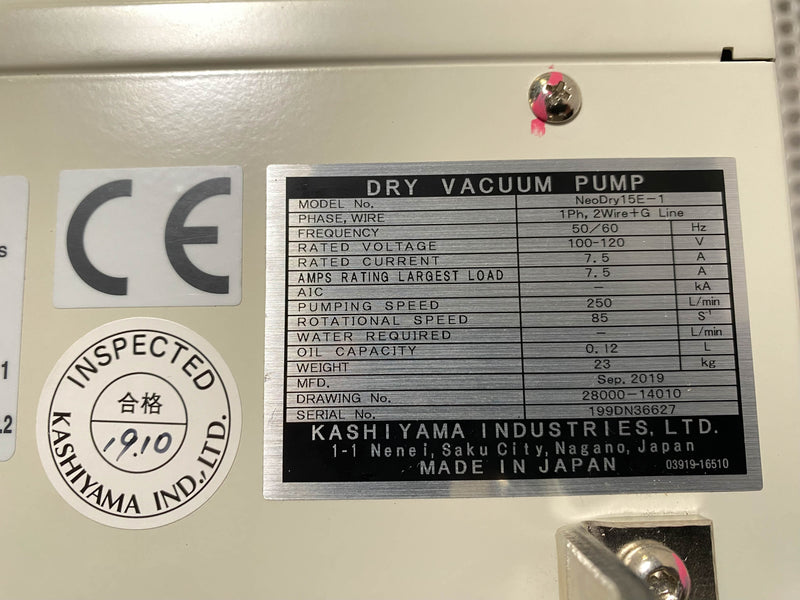 s
1
.2
CE
INSPECTED
合格
19.10
KASHIYAMA IND., LTD.
DRY VACUUM PUMP
MODEL No. NeoDry15E-1
PHASE, WIRE 1Ph, 2Wire+G Line
FREQUENCY 50/60 Hz
RATED VOLTAGE 100-120 V
RATED CURRENT 7.5 A
AMPS RATING LARGEST LOAD 7.5 A
AIC - kA
PUMPING SPEED 250 L/min
ROTATIONAL SPEED 85 S⁻¹
WATER REQUIRED - L/min
OIL CAPACITY 0.12 L
WEIGHT 23 kg
MFD. Sep. 2019
DRAWING No. 28000-14010
SERIAL No. 199DN36627
KASHIYAMA INDUSTRIES, LTD.
1-1 Nenei, Saku City, Nagano, Japan
MADE IN JAPAN 03919-16510